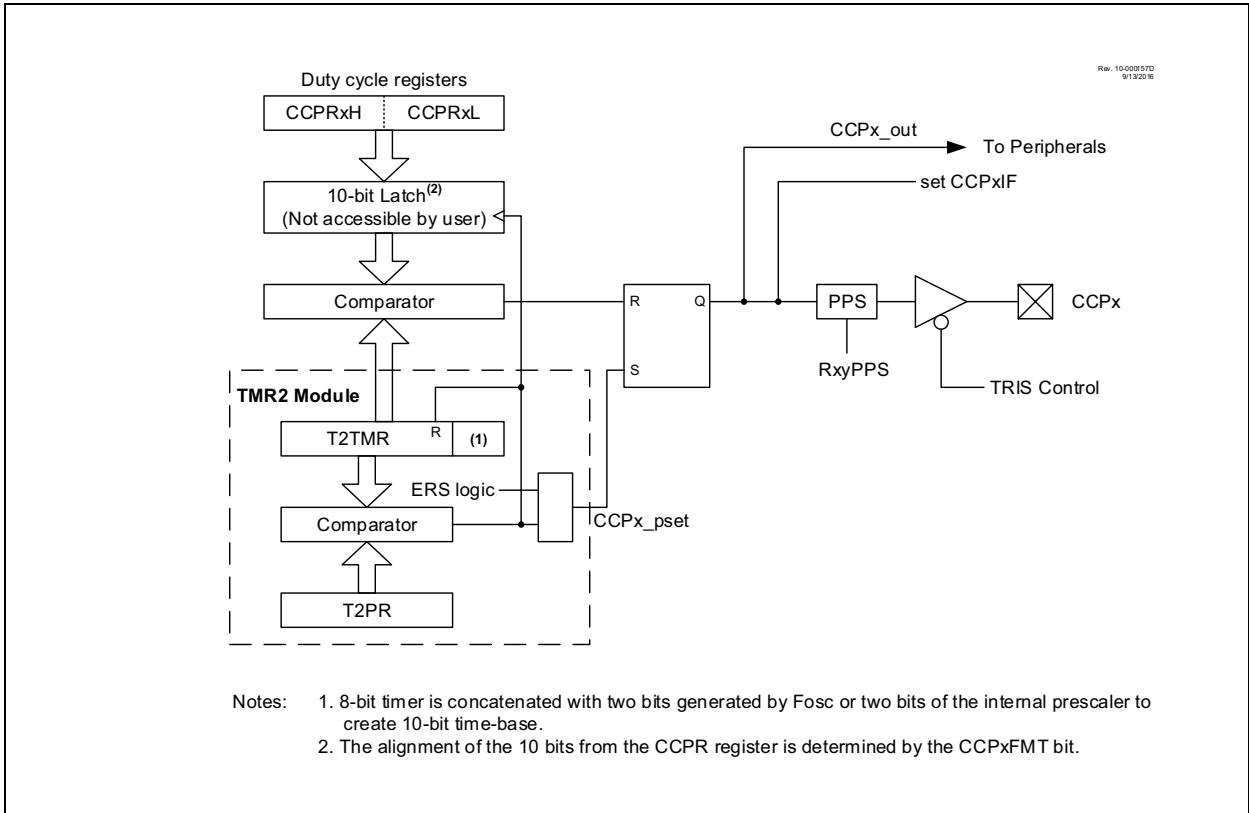 Rev. 10-000157D
9/13/2016
Duty cycle registers
CCPRxH CCPRxL
CCPx_out
To Peripherals
set CCPxIF
10-bit Latch(2)
(Not accessible by user)
Comparator
R Q
PPS
CCPx
RxyPPS
S
TRIS Control
TMR2 Module
T2TMR R (1)
ERS logic
Comparator
CCPx_pset
T2PR
Notes: 1. 8-bit timer is concatenated with two bits generated by Fosc or two bits of the internal prescaler to
create 10-bit time-base.
2. The alignment of the 10 bits from the CCPR register is determined by the CCPxFMT bit.